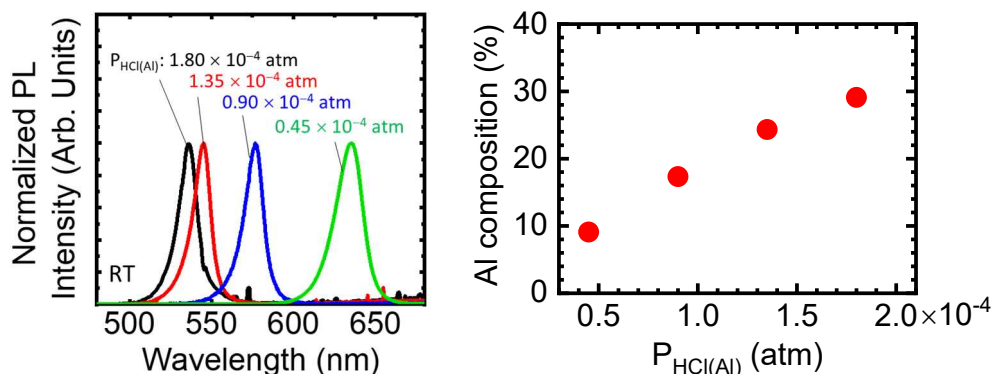 Normalized PL
Intensity (Arb. Units)
P_HCl(Al): 1.80 × 10⁻⁴ atm
1.35 × 10⁻⁴ atm
0.90 × 10⁻⁴ atm
0.45 × 10⁻⁴ atm
RT
500 550 600 650
Wavelength (nm)
Al composition (%)
40
30
20
10
0
0.5 1.0 1.5 2.0×10⁻⁴
P_HCl(Al) (atm)